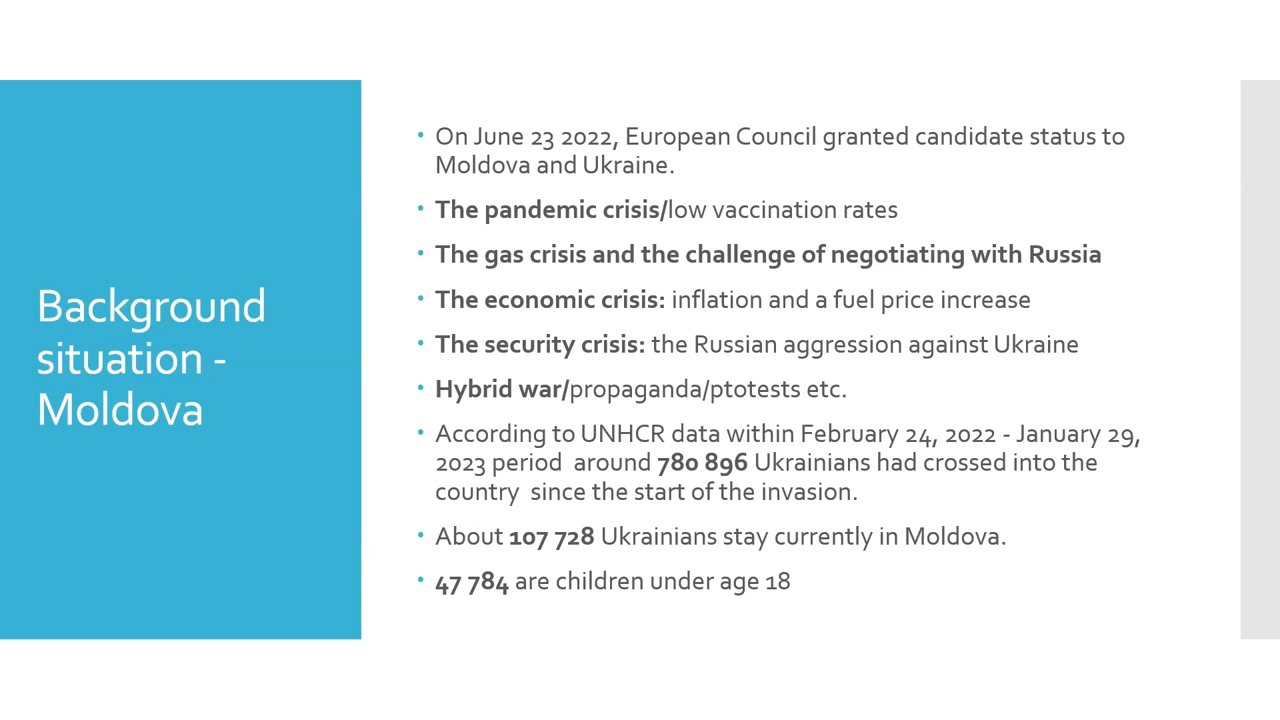 Background
situation -
Moldova
• On June 23 2022, European Council granted candidate status to
Moldova and Ukraine.
• The pandemic crisis/low vaccination rates
• The gas crisis and the challenge of negotiating with Russia
• The economic crisis: inflation and a fuel price increase
• The security crisis: the Russian aggression against Ukraine
• Hybrid war/propaganda/ptotests etc.
• According to UNHCR data within February 24, 2022 - January 29,
2023 period  around 780 896 Ukrainians had crossed into the
country  since the start of the invasion.
• About 107 728 Ukrainians stay currently in Moldova.
• 47 784 are children under age 18